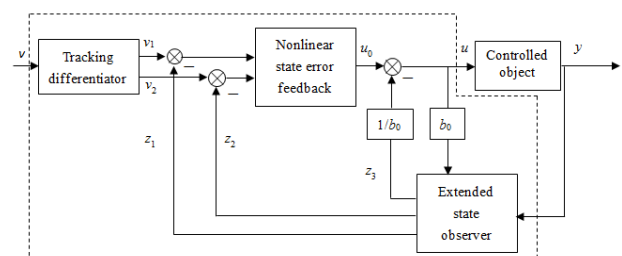 v
Tracking
differentiator
v1
v2
Nonlinear
state error
feedback
u0
u
Controlled
object
y
1/b0
b0
z1
z2
z3
Extended
state
observer